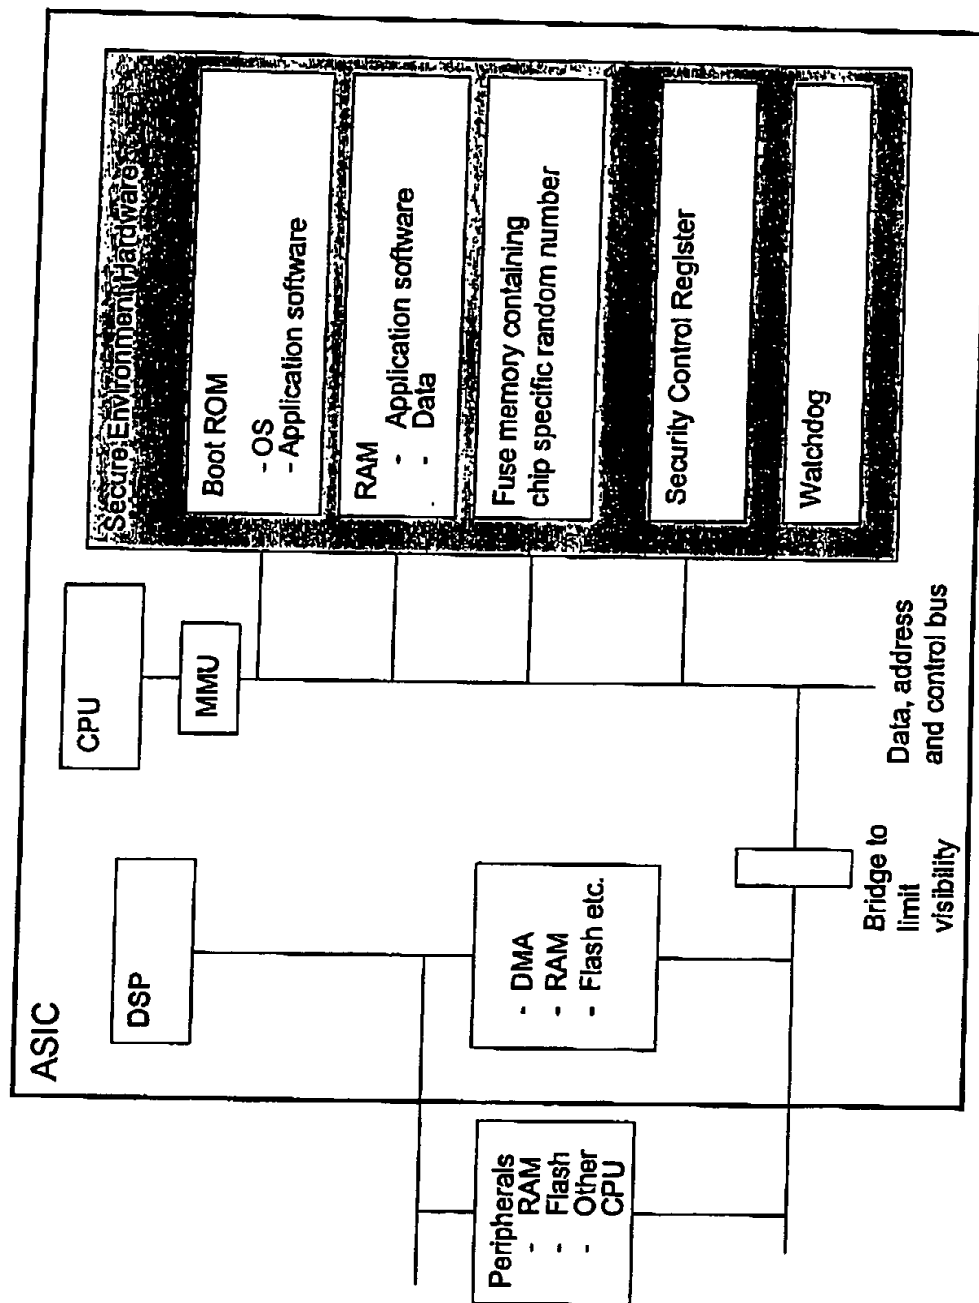 ASIC
DSP
CPU
MMU
Secure Environment Hardware
Boot ROM
- OS
- Application software
RAM
- Application software
- Data
Fuse memory containing
chip specific random number
Security Control Register
Watchdog
- DMA
- RAM
- Flash etc.
Peripherals
- RAM
- Flash
- Other
CPU
Bridge to
limit
visibility
Data, address
and control bus